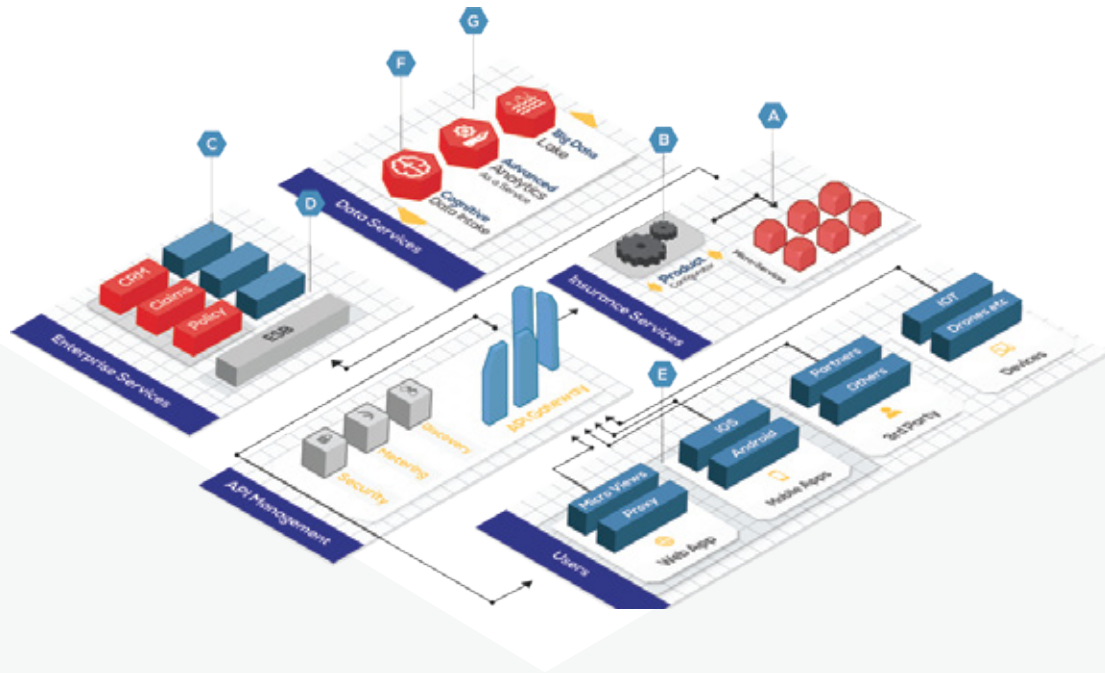 G
F
A
B
C
D
E
Big Data
Lake
Advanced
Analytics
As a Service
Cognitive
Data Intake
Data Services
CRM
Claims
Policy
ESB
Enterprise Services
Product
Configurator
MicroServices
Insurance Services
Discovery
Metering
Security
API Gateway
API Management
IOT
Drones etc
Devices
Partners
Others
3rd Party
IOS
Android
Mobile Apps
Micro Views
Proxy
Web App
Users